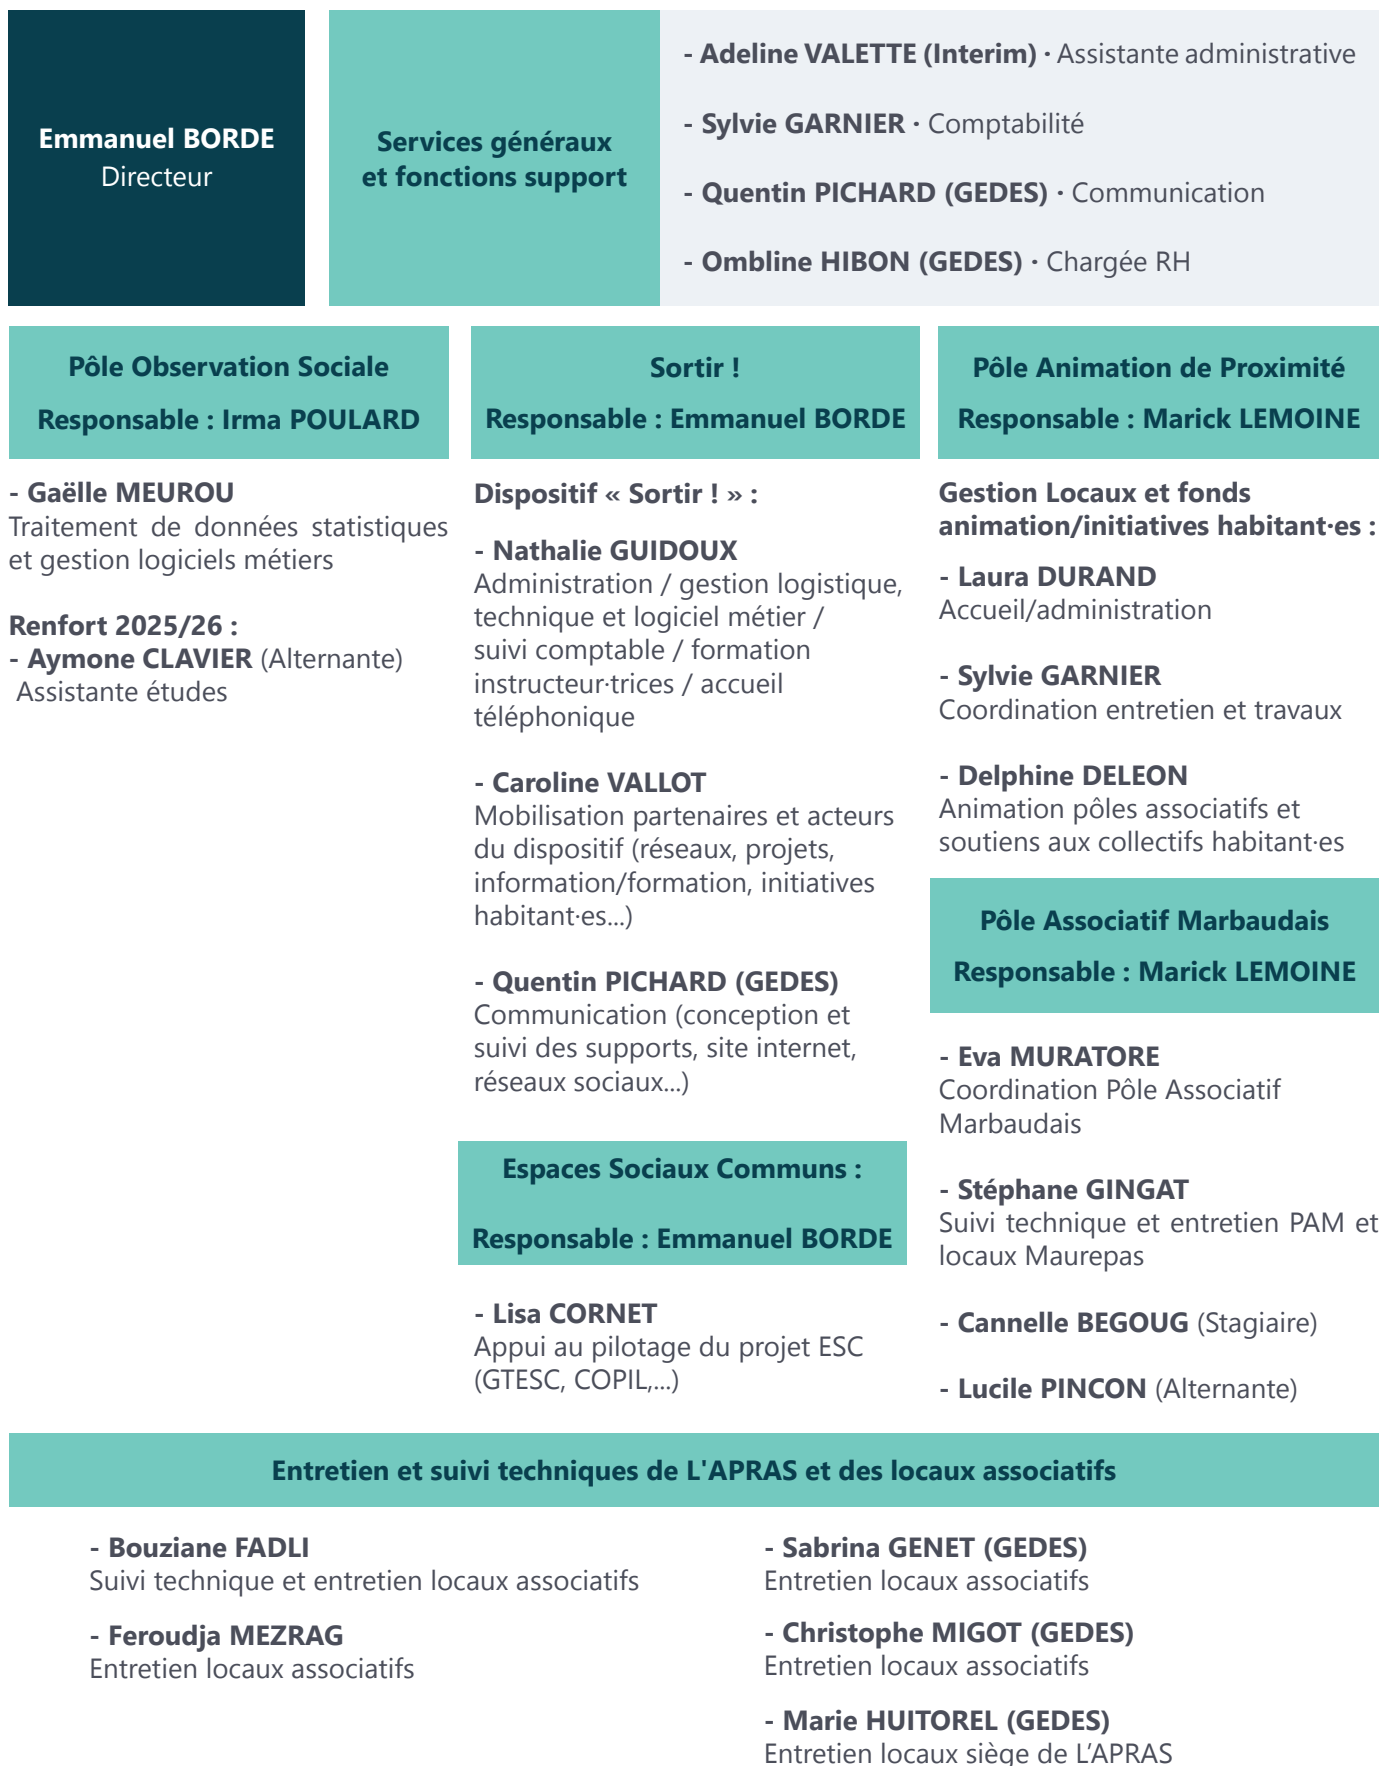 Emmanuel BORDE
Directeur
Services généraux
et fonctions support
- Adeline VALETTE (Interim) · Assistante administrative
- Sylvie GARNIER · Comptabilité
- Quentin PICHARD (GEDES) · Communication
- Ombline HIBON (GEDES) · Chargée RH
Pôle Observation Sociale
Responsable : Irma POULARD
- Gaëlle MEUROU
Traitement de données statistiques
et gestion logiciels métiers
Renfort 2025/26 :
- Aymone CLAVIER (Alternante)
Assistante études
Sortir !
Responsable : Emmanuel BORDE
Dispositif « Sortir ! » :
- Nathalie GUIDOUX
Administration / gestion logistique,
technique et logiciel métier /
suivi comptable / formation
instructeur·trices / accueil
téléphonique
- Caroline VALLOT
Mobilisation partenaires et acteurs
du dispositif (réseaux, projets,
information/formation, initiatives
habitant·es...)
- Quentin PICHARD (GEDES)
Communication (conception et
suivi des supports, site internet,
réseaux sociaux...)
Espaces Sociaux Communs :
Responsable : Emmanuel BORDE
- Lisa CORNET
Appui au pilotage du projet ESC
(GTESC, COPIL,...)
Pôle Animation de Proximité
Responsable : Marick LEMOINE
Gestion Locaux et fonds
animation/initiatives habitant·es :
- Laura DURAND
Accueil/administration
- Sylvie GARNIER
Coordination entretien et travaux
- Delphine DELEON
Animation pôles associatifs et
soutiens aux collectifs habitant·es
Pôle Associatif Marbaudais
Responsable : Marick LEMOINE
- Eva MURATORE
Coordination Pôle Associatif
Marbaudais
- Stéphane GINGAT
Suivi technique et entretien PAM et
locaux Maurepas
- Cannelle BEGOUG (Stagiaire)
- Lucile PINCON (Alternante)
Entretien et suivi techniques de L'APRAS et des locaux associatifs
- Bouziane FADLI
Suivi technique et entretien locaux associatifs
- Feroudja MEZRAG
Entretien locaux associatifs
- Sabrina GENET (GEDES)
Entretien locaux associatifs
- Christophe MIGOT (GEDES)
Entretien locaux associatifs
- Marie HUITOREL (GEDES)
Entretien locaux siège de L’APRAS